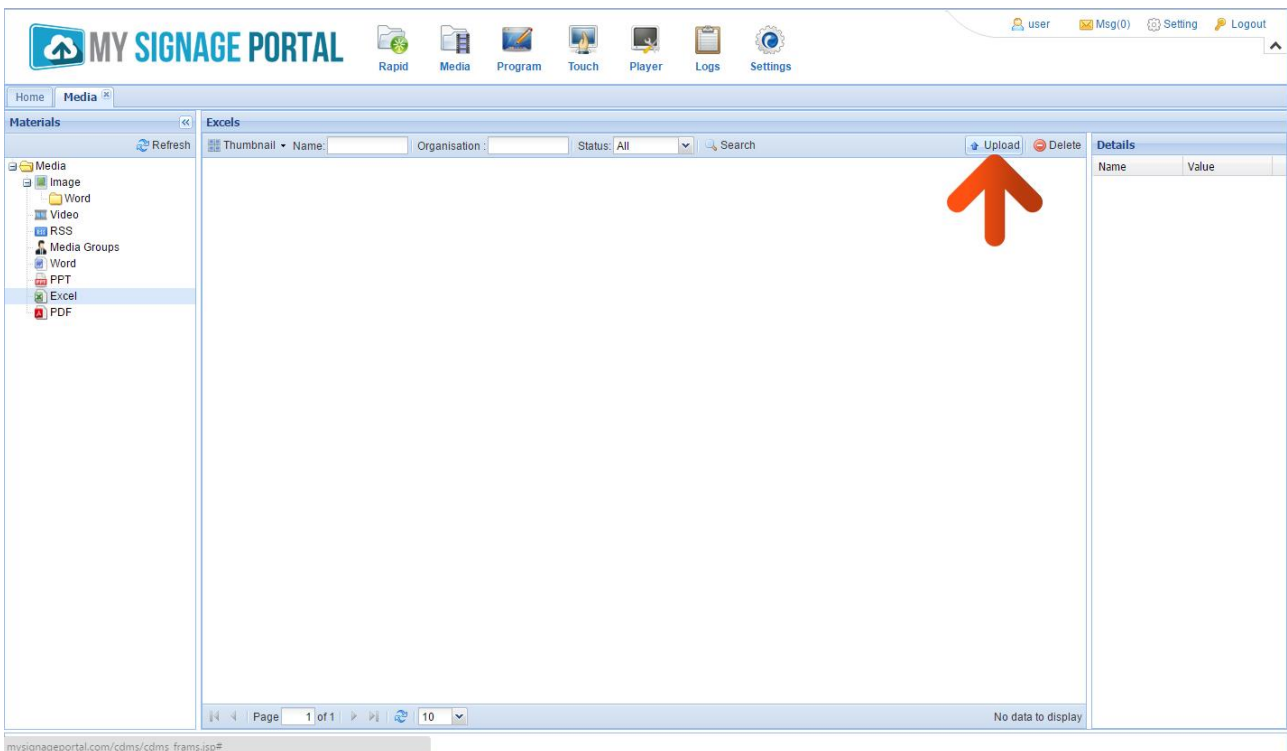 user Msg(0) Setting Logout
MY SIGNAGE PORTAL
Rapid Media Program Touch Player Logs Settings
Home Media
Materials
Refresh
Media
Image
Word
Video
RSS
Media Groups
Word
PPT
Excel
PDF
Excels
Thumbnail Name: Organisation : Status: All Search Upload Delete
Details
Name Value
Page 1 of 1 10 No data to display
mysignageportal.com/cdms/cdms_frams.jsp#